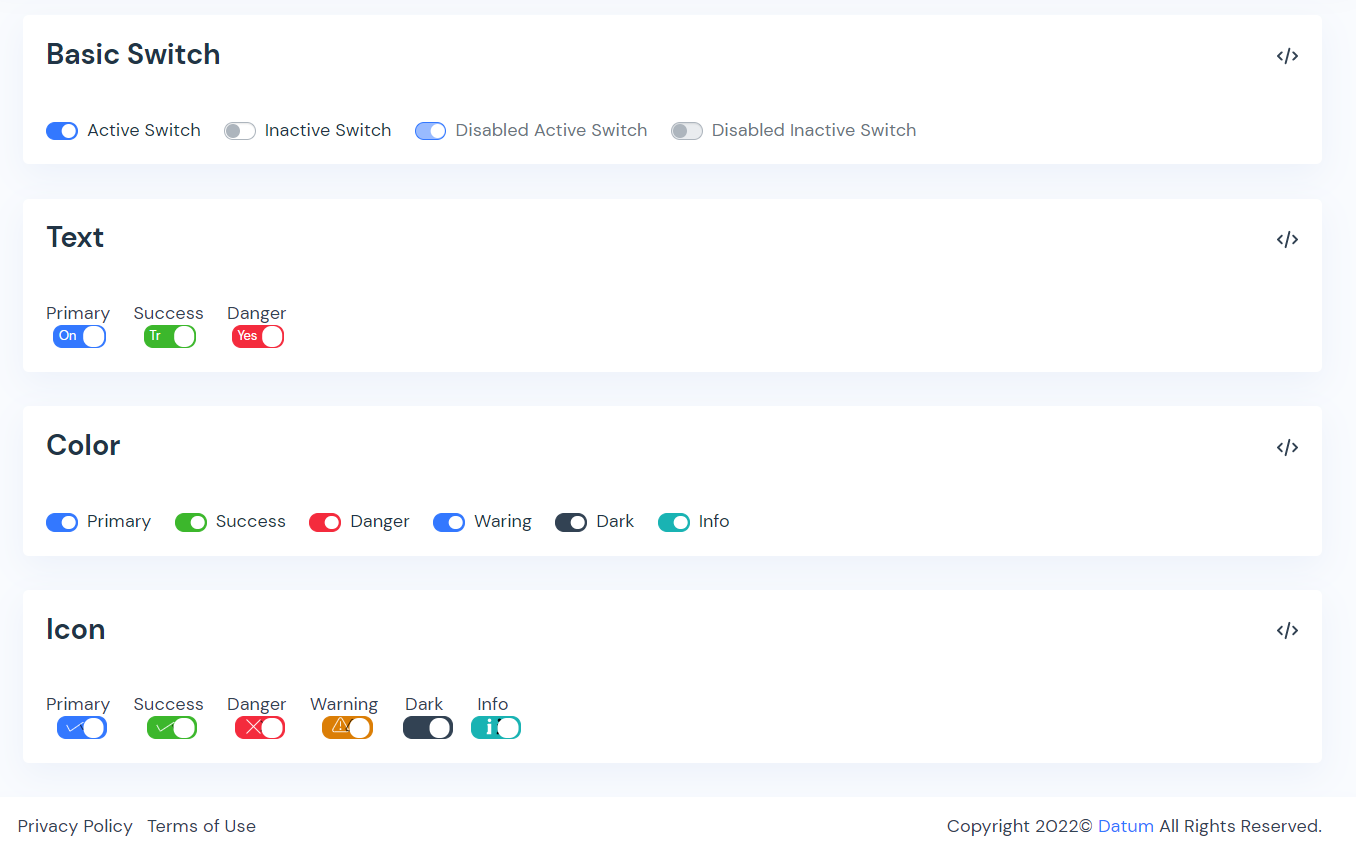 Basic Switch
Active Switch Inactive Switch Disabled Active Switch Disabled Inactive Switch
Text
Primary Success Danger
On Tr Yes
Color
Primary Success Danger Waring Dark Info
Icon
Primary Success Danger Warning Dark Info
Privacy Policy Terms of Use Copyright 2022© Datum All Rights Reserved.